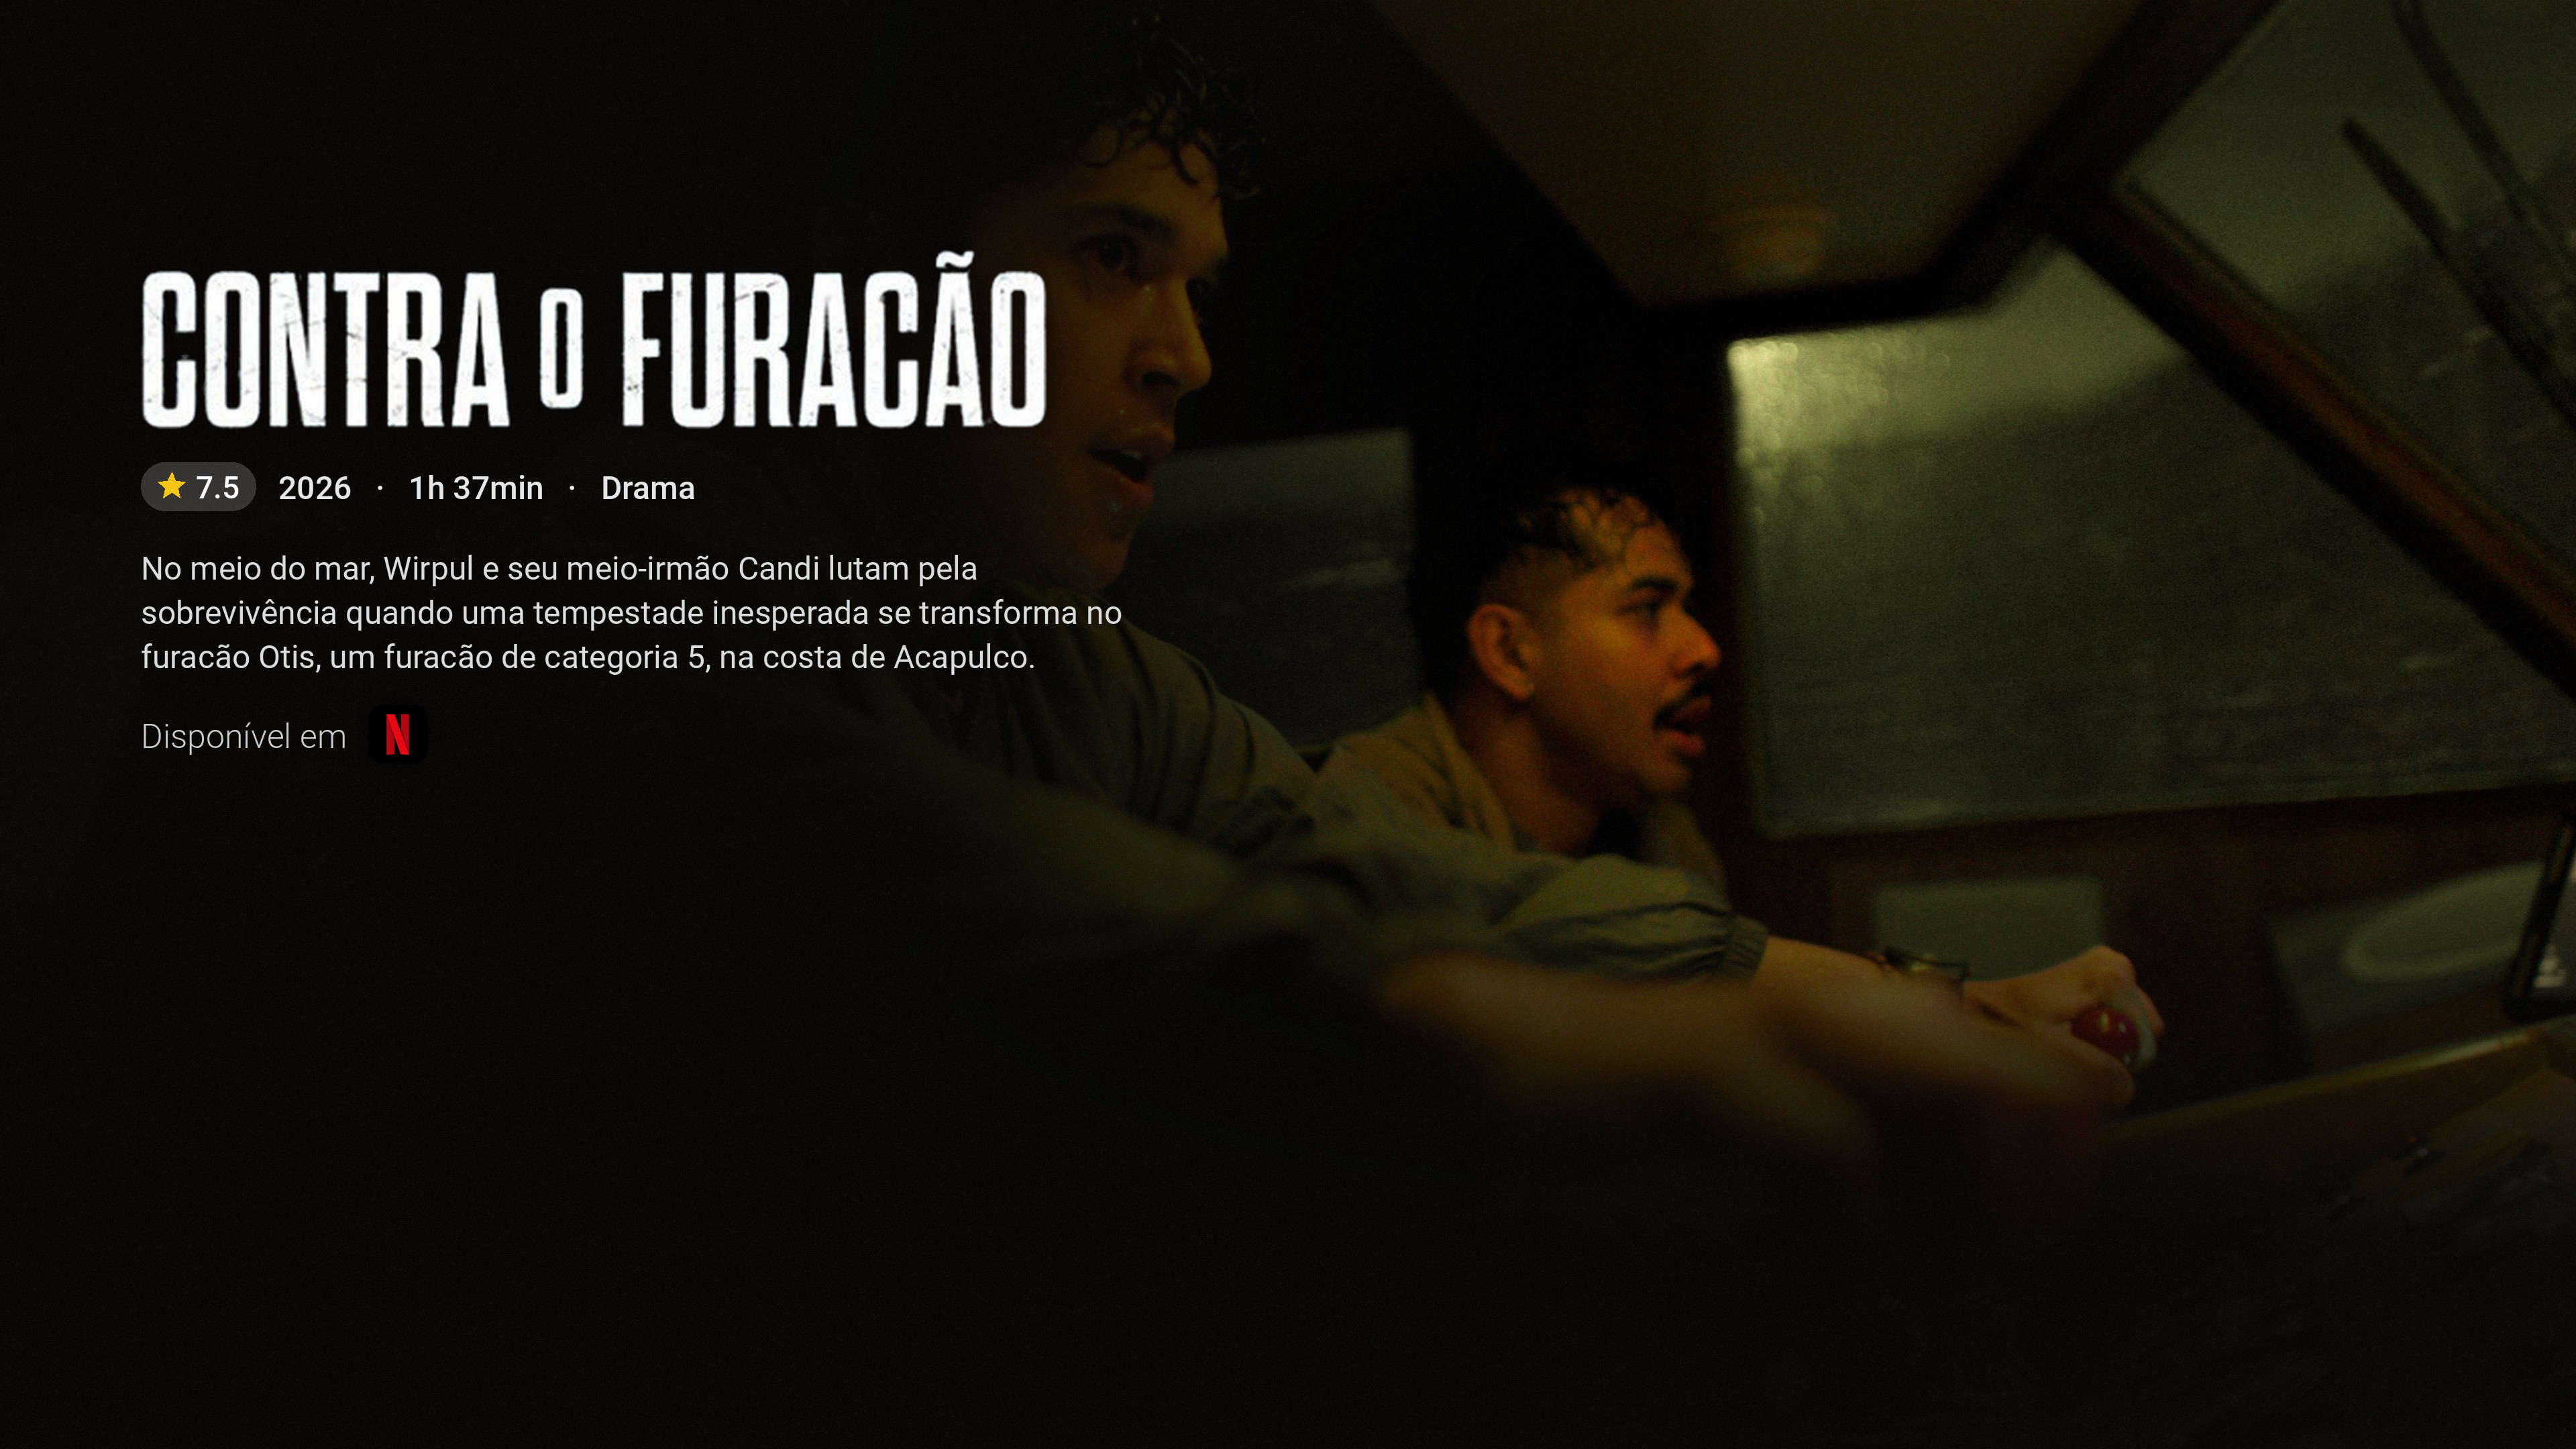 CONTRA O FURACÃO
7.5 2026 · 1h 37min · Drama
No meio do mar, Wirpul e seu meio-irmão Candi lutam pela
sobrevivência quando uma tempestade inesperada se transforma no
furacão Otis, um furacão de categoria 5, na costa de Acapulco.
Disponível em N